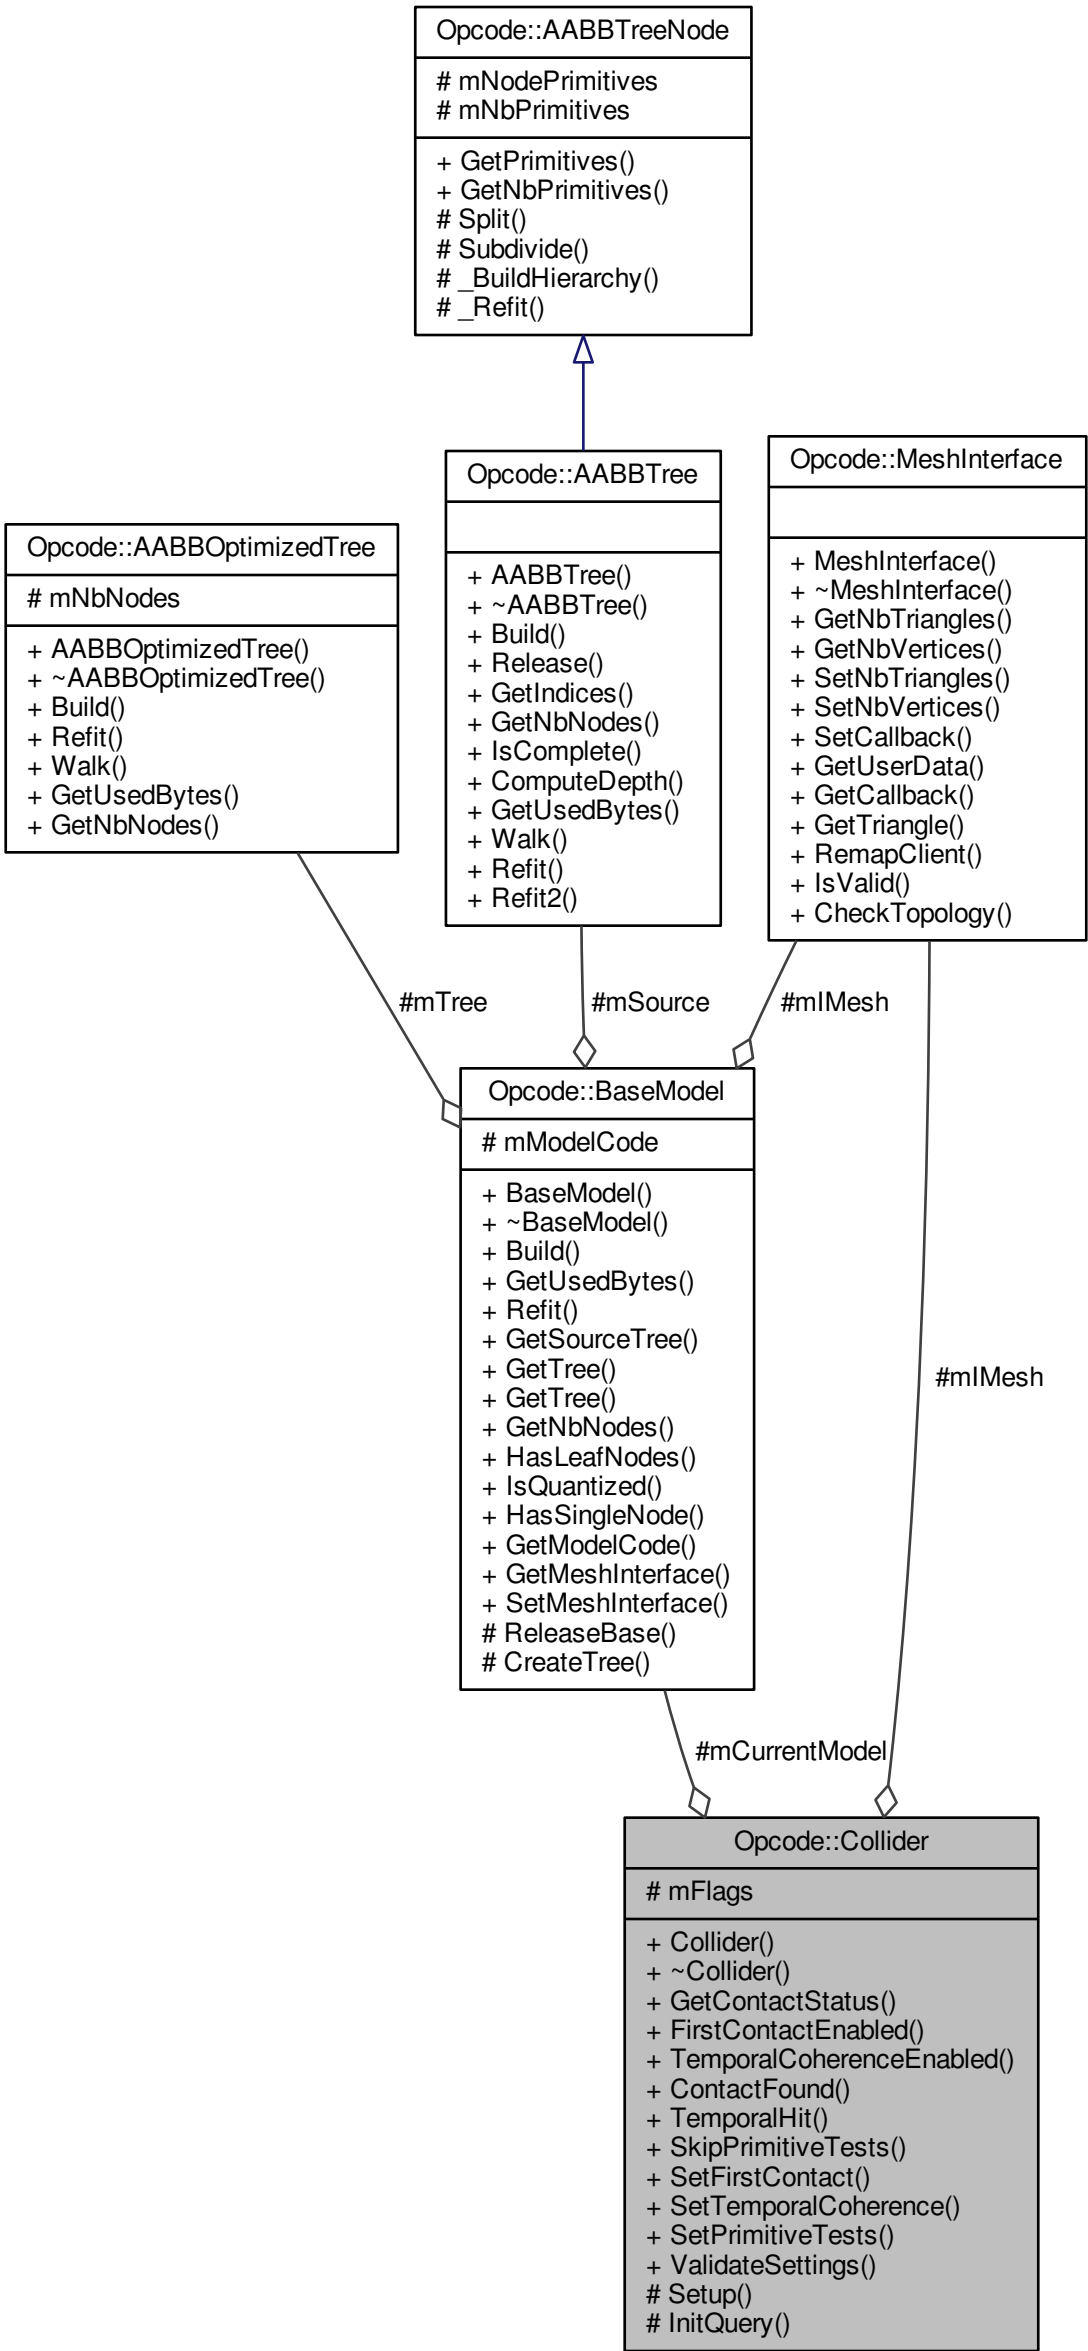 Opcode::AABBTreeNode
# mNodePrimitives
# mNbPrimitives
+ GetPrimitives()
+ GetNbPrimitives()
# Split()
# Subdivide()
# _BuildHierarchy()
# _Refit()
Opcode::AABBOptimizedTree
# mNbNodes
+ AABBOptimizedTree()
+ ~AABBOptimizedTree()
+ Build()
+ Refit()
+ Walk()
+ GetUsedBytes()
+ GetNbNodes()
Opcode::AABBTree
+ AABBTree()
+ ~AABBTree()
+ Build()
+ Release()
+ GetIndices()
+ GetNbNodes()
+ IsComplete()
+ ComputeDepth()
+ GetUsedBytes()
+ Walk()
+ Refit()
+ Refit2()
Opcode::MeshInterface
+ MeshInterface()
+ ~MeshInterface()
+ GetNbTriangles()
+ GetNbVertices()
+ SetNbTriangles()
+ SetNbVertices()
+ SetCallback()
+ GetUserData()
+ GetCallback()
+ GetTriangle()
+ RemapClient()
+ IsValid()
+ CheckTopology()
#mTree
#mSource
#mIMesh
Opcode::BaseModel
# mModelCode
+ BaseModel()
+ ~BaseModel()
+ Build()
+ GetUsedBytes()
+ Refit()
+ GetSourceTree()
+ GetTree()
+ GetTree()
+ GetNbNodes()
+ HasLeafNodes()
+ IsQuantized()
+ HasSingleNode()
+ GetModelCode()
+ GetMeshInterface()
+ SetMeshInterface()
# ReleaseBase()
# CreateTree()
#mIMesh
#mCurrentModel
Opcode::Collider
# mFlags
+ Collider()
+ ~Collider()
+ GetContactStatus()
+ FirstContactEnabled()
+ TemporalCoherenceEnabled()
+ ContactFound()
+ TemporalHit()
+ SkipPrimitiveTests()
+ SetFirstContact()
+ SetTemporalCoherence()
+ SetPrimitiveTests()
+ ValidateSettings()
# Setup()
# InitQuery()